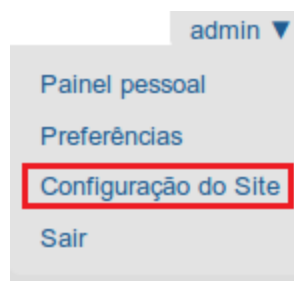 admin ▼
Painel pessoal
Preferências
Configuração do Site
Sair